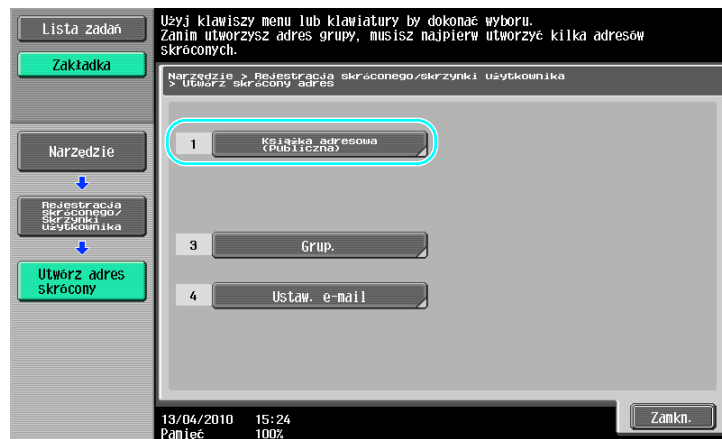 Lista zadań
Zakładka
Użyj klawiszy menu lub klawiatury by dokonać wyboru.
Zanim utworzysz adres grupy, musisz najpierw utworzyć kilka adresów
skróconych.
Narzędzie > Rejestracja skróconego/skrzynki użytkownika
> Utwórz skrócony adres
Narzędzie
Rejestracja
skróconego/
Skrzynki
użytkownika
Utwórz adres
skrócony
1
Książka adresowa
(Publiczna)
3
Grup.
4
Ustaw. e-mail
13/04/2010 15:24
Pamięć 100%
Zamkn.